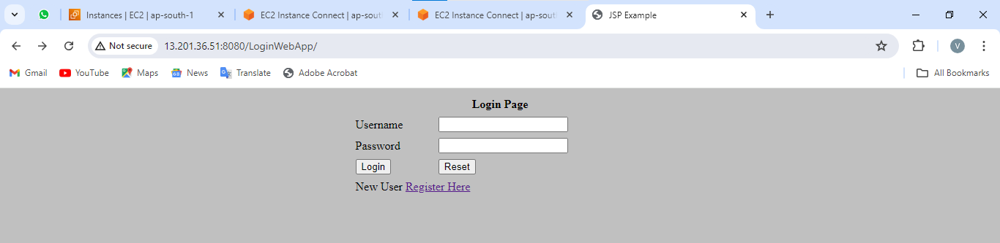 Instances | EC2 | ap-south-1
EC2 Instance Connect | ap-sout
EC2 Instance Connect | ap-sout
JSP Example
Not secure 13.201.36.51:8080/LoginWebApp/
V
Gmail YouTube Maps News Translate Adobe Acrobat All Bookmarks
Login Page
Username
Password
Login Reset
New User Register Here